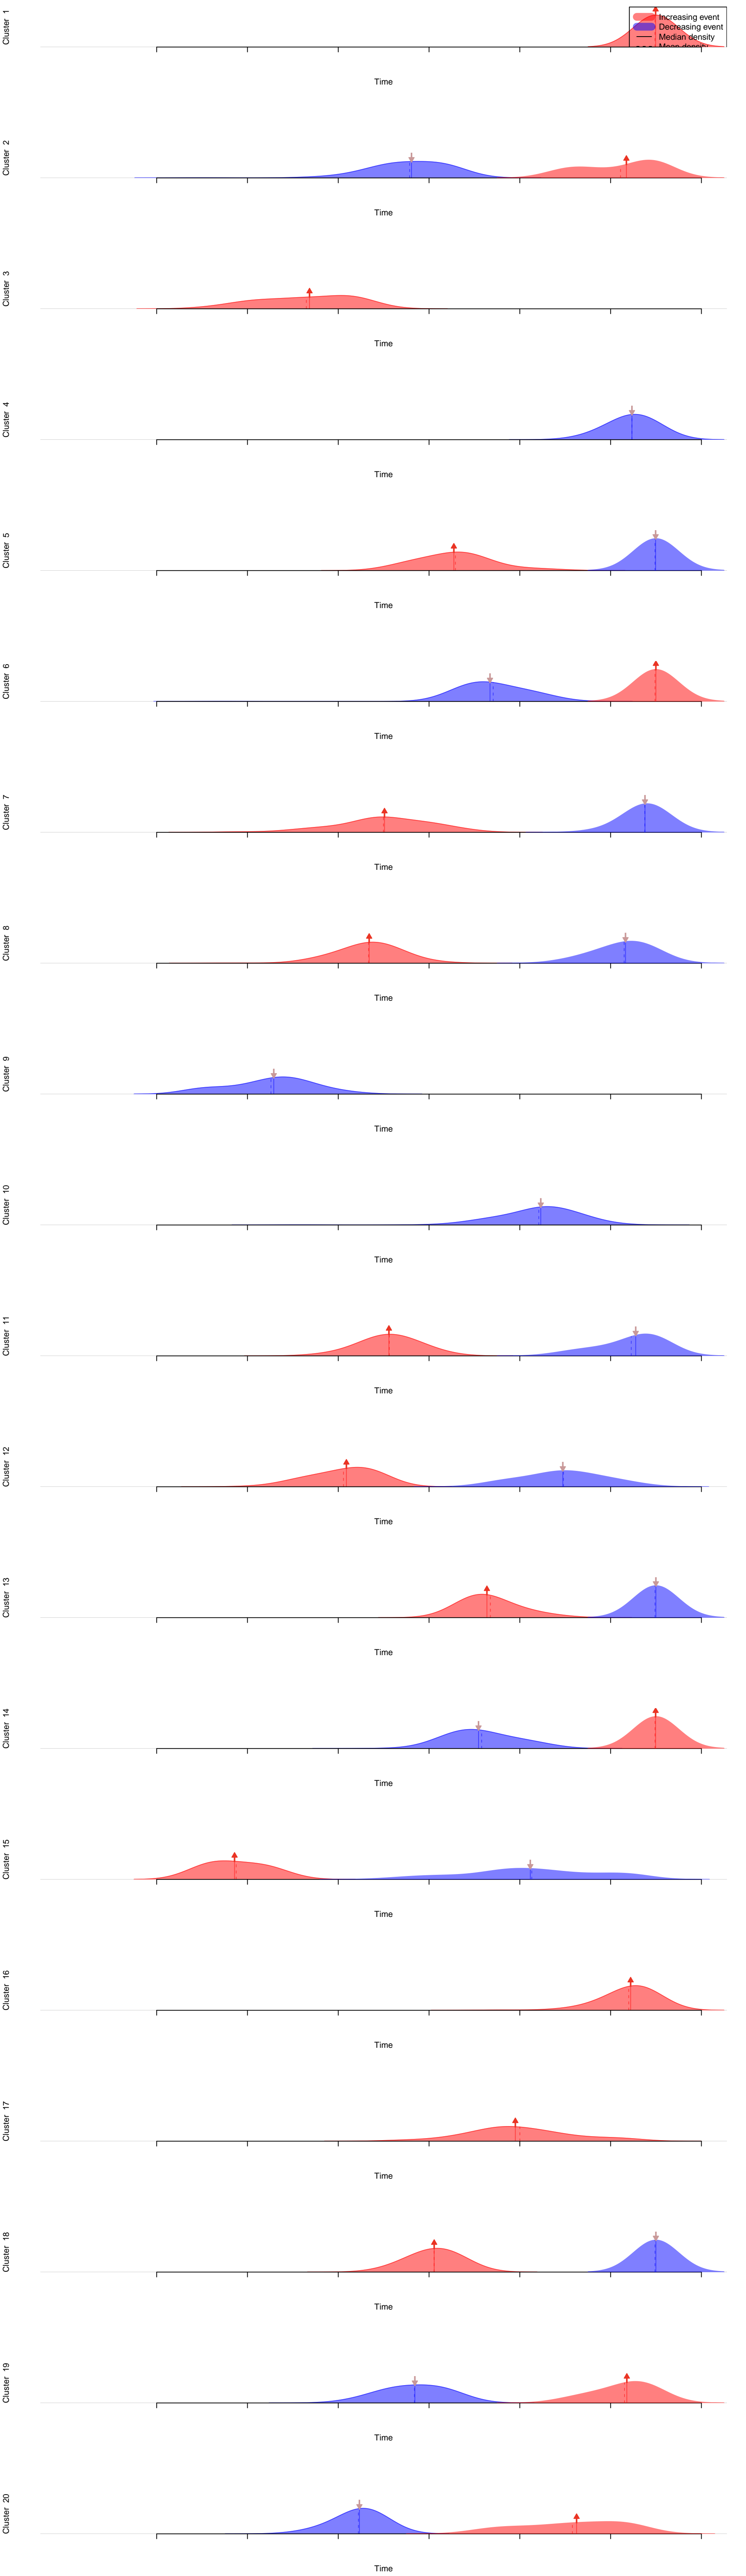 Cluster 1
Increasing event
Decreasing event
Median density
Mean density
Time
Cluster 2
Time
Cluster 3
Time
Cluster 4
Time
Cluster 5
Time
Cluster 6
Time
Cluster 7
Time
Cluster 8
Time
Cluster 9
Time
Cluster 10
Time
Cluster 11
Time
Cluster 12
Time
Cluster 13
Time
Cluster 14
Time
Cluster 15
Time
Cluster 16
Time
Cluster 17
Time
Cluster 18
Time
Cluster 19
Time
Cluster 20
Time